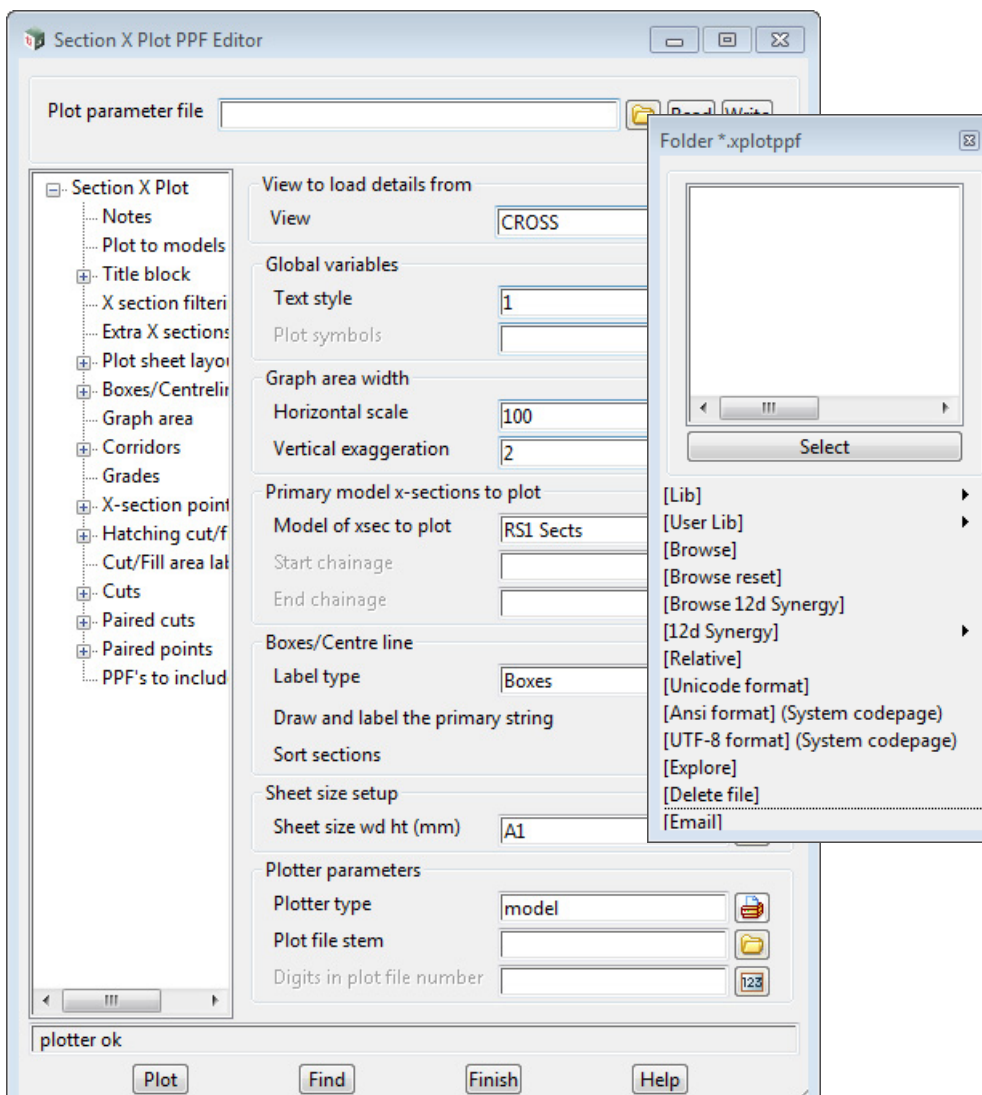 Section X Plot PPF Editor
Plot parameter file
Read Write
Section X Plot
Notes
Plot to models
Title block
X section filteri
Extra X sections
Plot sheet layou
Boxes/Centrelin
Graph area
Corridors
Grades
X-section point
Hatching cut/f
Cut/Fill area lab
Cuts
Paired cuts
Paired points
PPF's to includ
View to load details from
View CROSS
Global variables
Text style 1
Plot symbols
Graph area width
Horizontal scale 100
Vertical exaggeration 2
Primary model x-sections to plot
Model of xsec to plot RS1 Sects
Start chainage
End chainage
Boxes/Centre line
Label type Boxes
Draw and label the primary string
Sort sections
Sheet size setup
Sheet size wd ht (mm) A1
Plotter parameters
Plotter type model
Plot file stem
Digits in plot file number 123
plotter ok
Plot Find Finish Help
Folder *.xplotppf
Select
[Lib]
[User Lib]
[Browse]
[Browse reset]
[Browse 12d Synergy]
[12d Synergy]
[Relative]
[Unicode format]
[Ansi format] (System codepage)
[UTF-8 format] (System codepage)
[Explore]
[Delete file]
[Email]